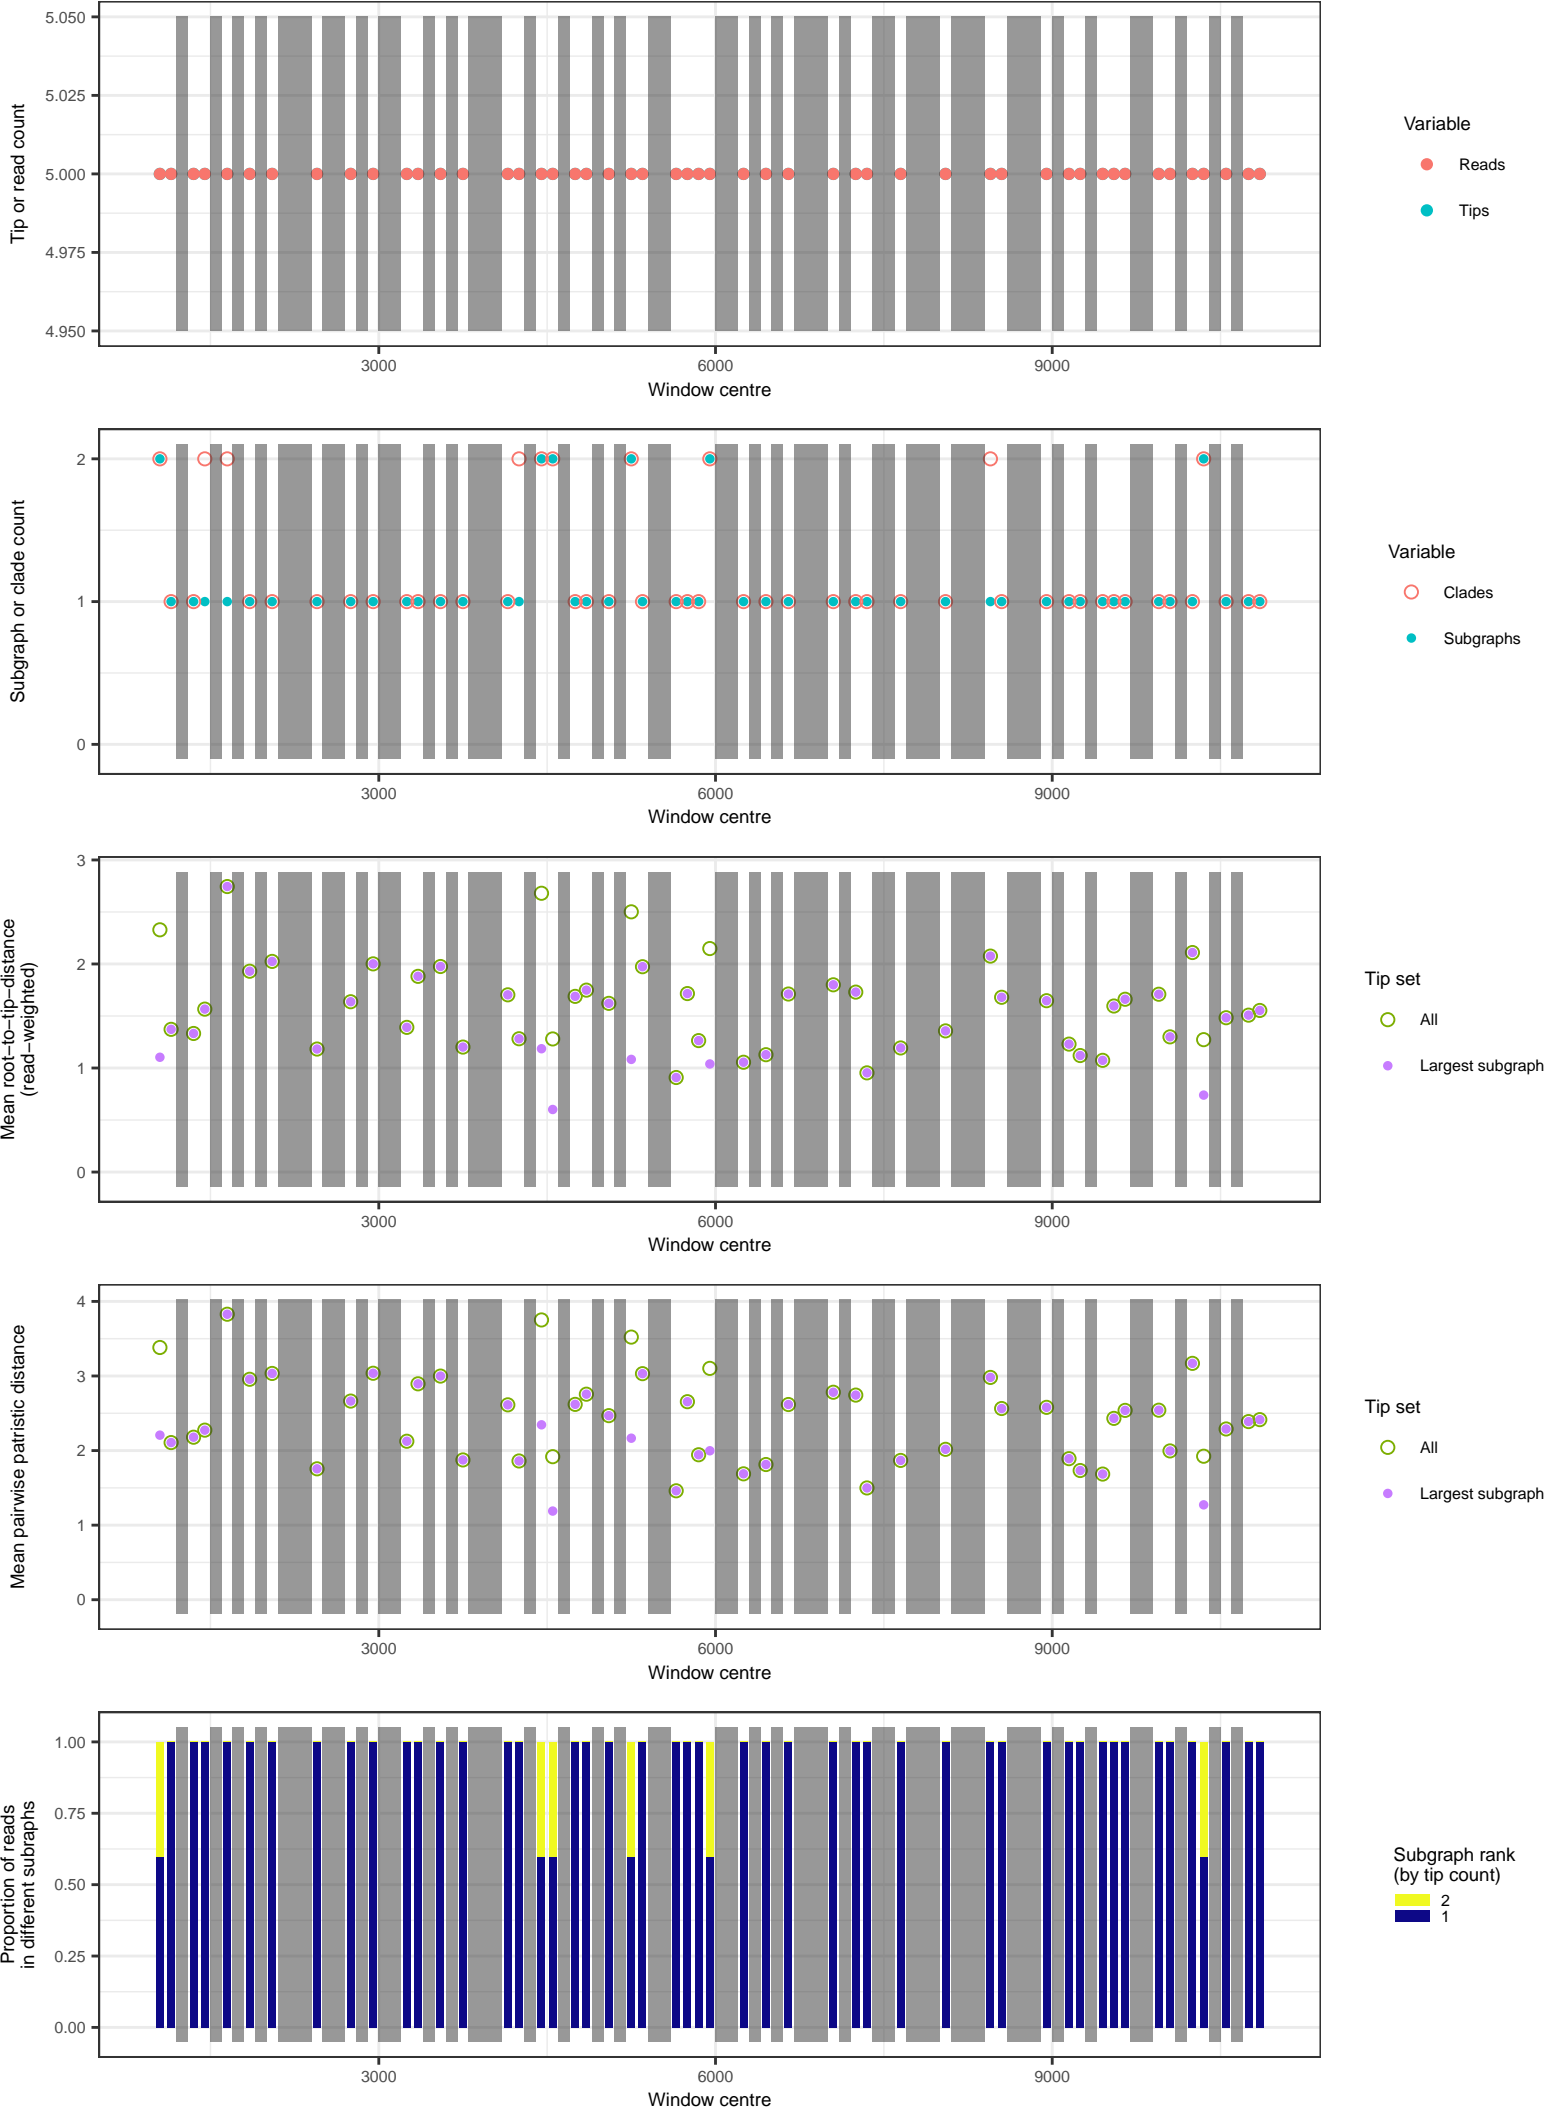 5.050
5.025
5.000
4.975
4.950
Tip or read count
3000
6000
9000
Window centre
Variable
Reads
Tips
2
1
0
Subgraph or clade count
3000
6000
9000
Window centre
Variable
Clades
Subgraphs
3
2
1
0
Mean root−to−tip−distance
(read−weighted)
3000
6000
9000
Window centre
Tip set
All
Largest subgraph
4
3
2
1
0
Mean pairwise patristic distance
3000
6000
9000
Window centre
Tip set
All
Largest subgraph
1.00
0.75
0.50
0.25
0.00
Proportion of reads
in different subraphs
3000
6000
9000
Window centre
Subgraph rank
(by tip count)
2
1